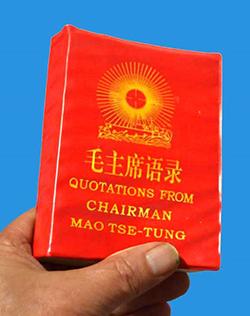 毛主席语录
QUOTATIONS FROM
CHAIRMAN
MAO TSE-TUNG